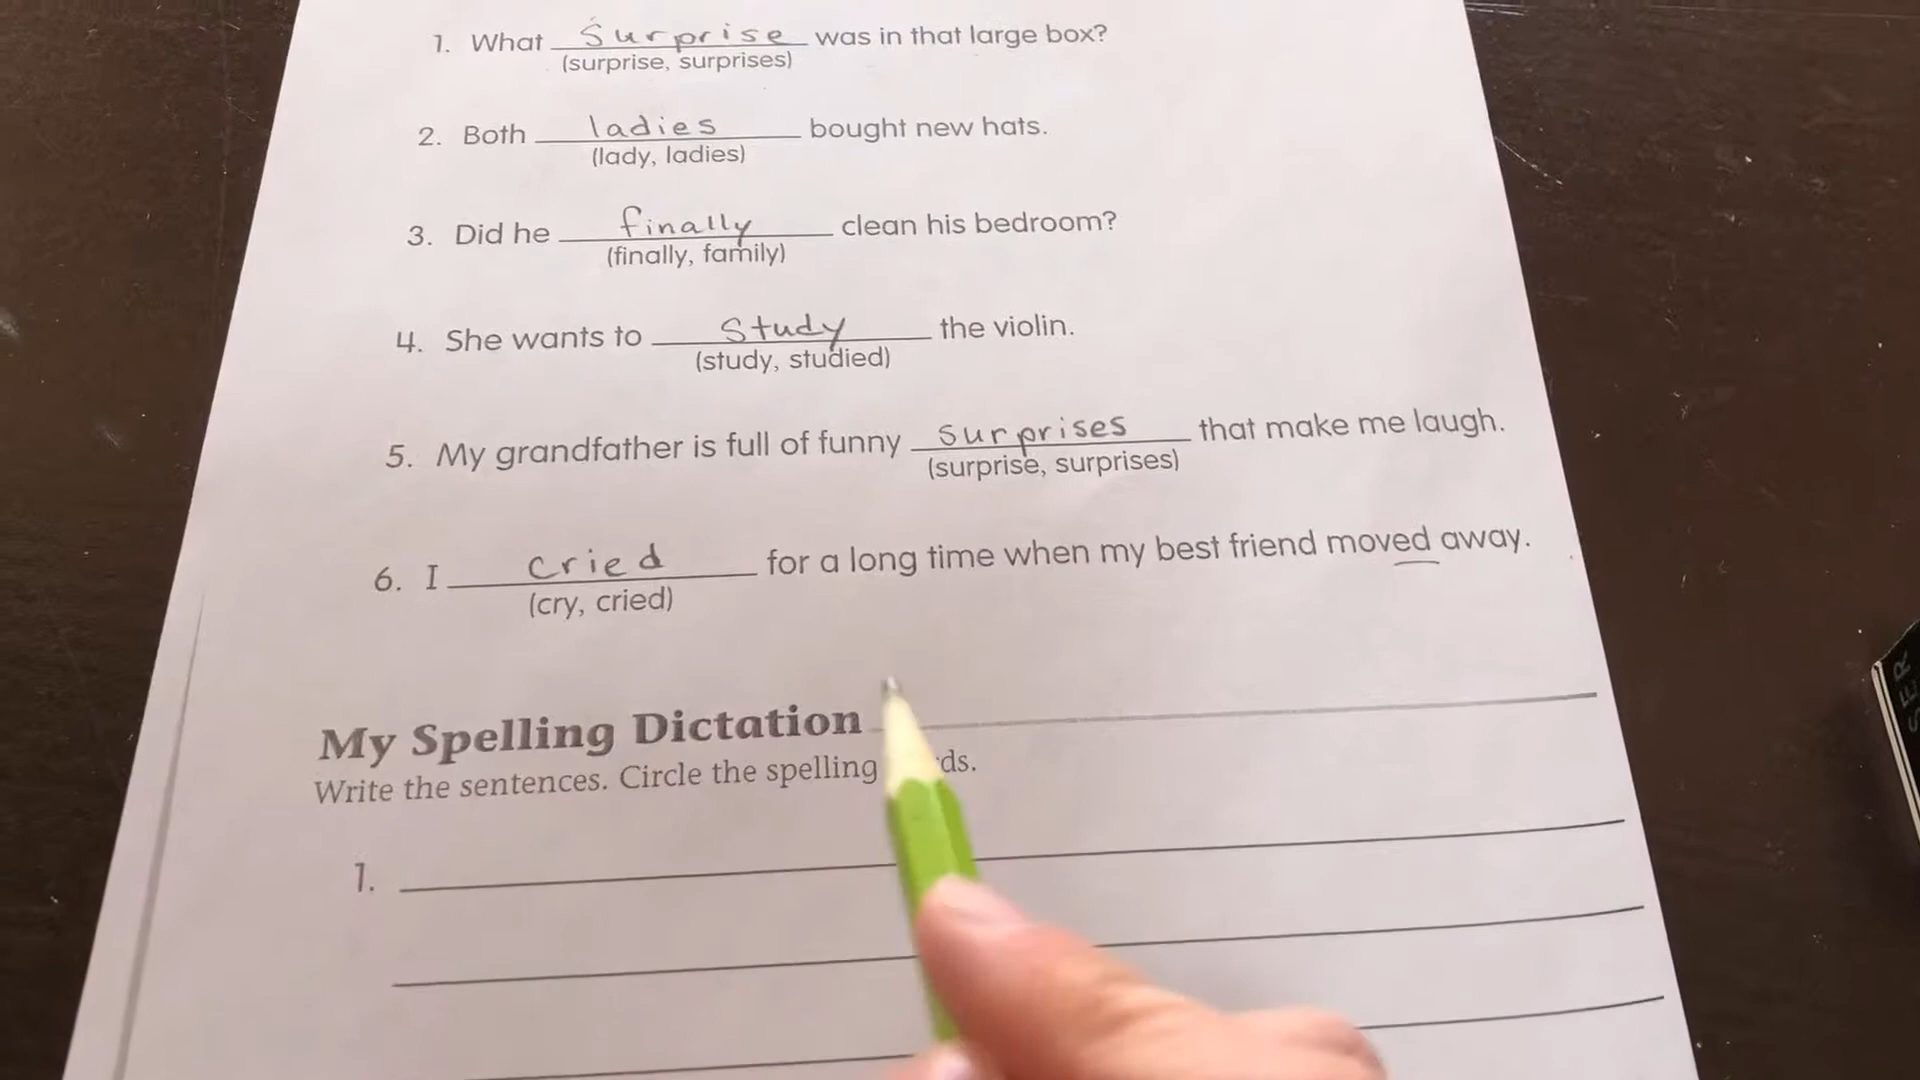 1. What surprise was in that large box?
(surprise, surprises)
2. Both ladies bought new hats.
(lady, ladies)
3. Did he finally clean his bedroom?
(finally, family)
4. She wants to study the violin.
(study, studied)
5. My grandfather is full of funny surprises that make me laugh.
(surprise, surprises)
6. I cried for a long time when my best friend moved away.
(cry, cried)
My Spelling Dictation
Write the sentences. Circle the spelling
1.
SER